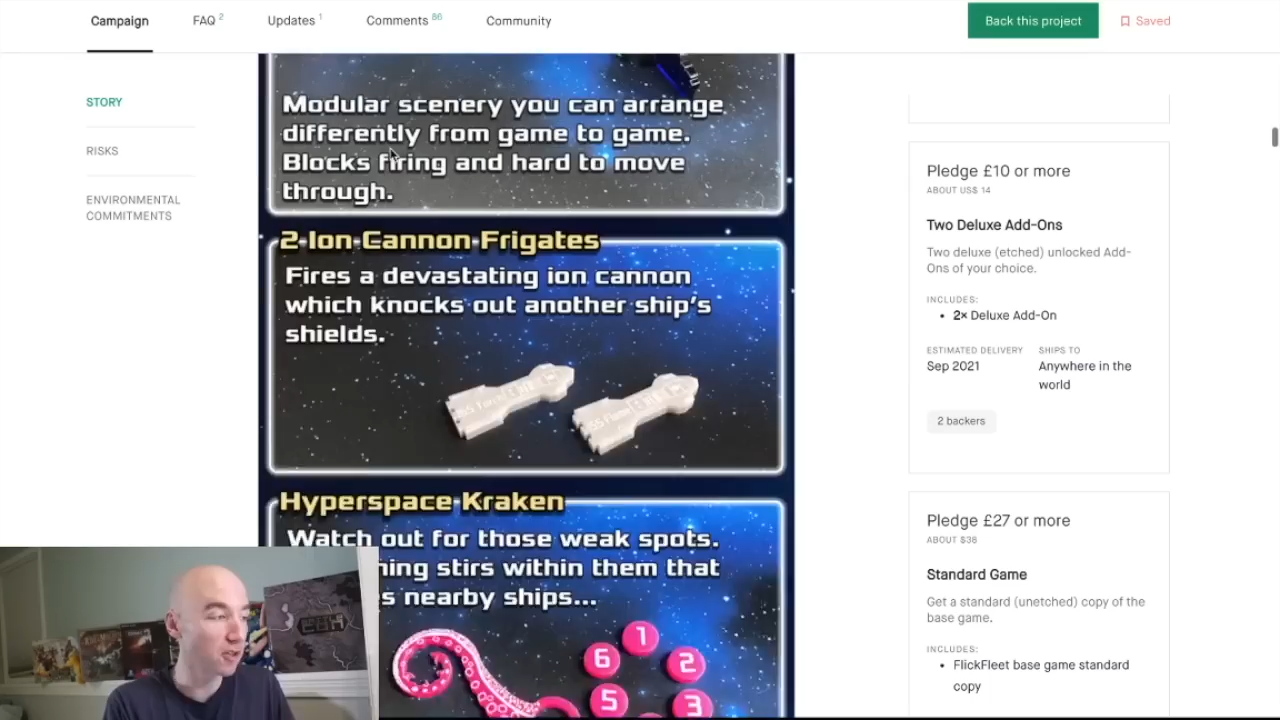 Campaign
FAQ 2
Updates 1
Comments 86
Community
Back this project
Saved
STORY
RISKS
ENVIRONMENTAL
COMMITMENTS
Modular scenery you can arrange
differently from game to game.
Blocks firing and hard to move
through.
2 Ion Cannon Frigates
Fires a devastating ion cannon
which knocks out another ship's
shields.
Hyperspace Kraken
Watch out for those weak spots.
stirs within them that
nearby ships...
1
6
2
5
3
Pledge £10 or more
ABOUT US$ 14
Two Deluxe Add-Ons
Two deluxe (etched) unlocked Add-
Ons of your choice.
INCLUDES:
• 2× Deluxe Add-On
ESTIMATED DELIVERY
Sep 2021
SHIPS TO
Anywhere in the
world
2 backers
Pledge £27 or more
ABOUT $38
Standard Game
Get a standard (unetched) copy of the
base game.
INCLUDES:
• FlickFleet base game standard
copy